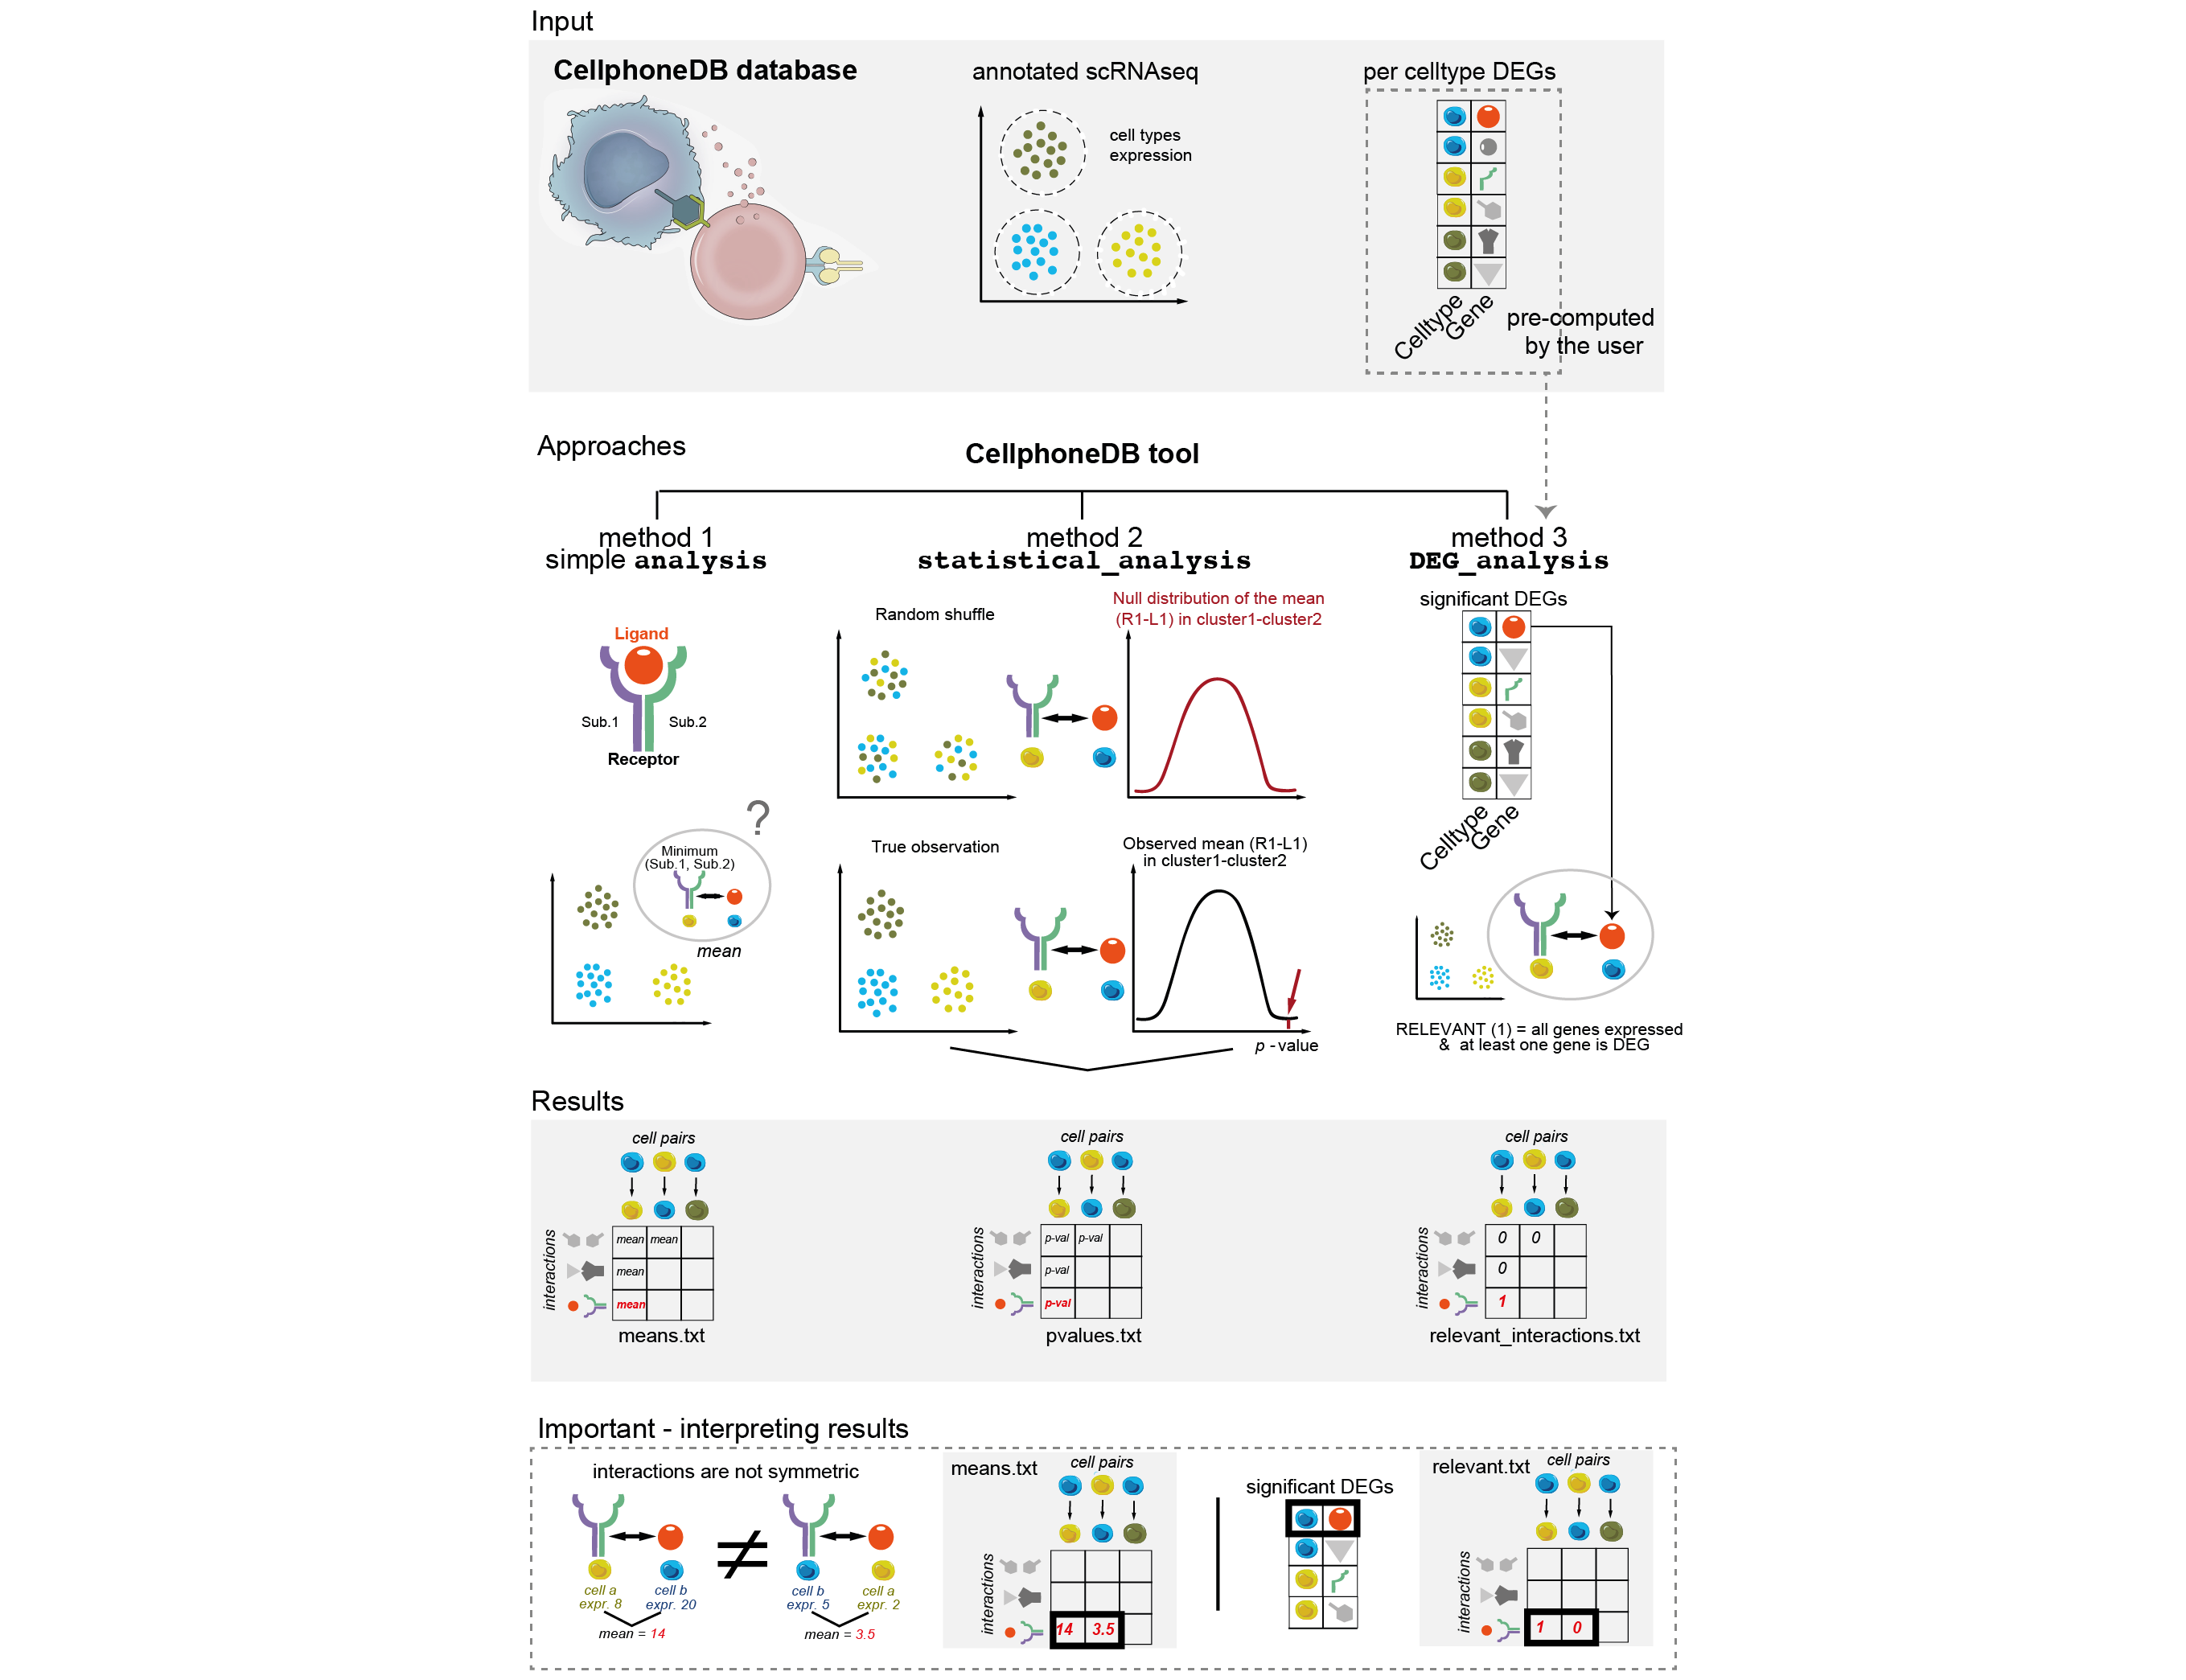 Input
CellphoneDB database
annotated scRNAseq
per celltype DEGs
cell types
expression
Celltype
Gene
pre-computed
by the user
Approaches
CellphoneDB tool
method 1
simple analysis
method 2
statistical_analysis
method 3
DEG_analysis
Ligand
Sub.1
Sub.2
Receptor
?
Minimum
(Sub.1, Sub.2)
mean
Random shuffle
Null distribution of the mean
(R1-L1) in cluster1-cluster2
True observation
Observed mean (R1-L1)
in cluster1-cluster2
p - value
significant DEGs
Celltype
Gene
RELEVANT (1) = all genes expressed
& at least one gene is DEG
Results
cell pairs
interactions
mean mean
mean
mean
means.txt
cell pairs
interactions
p-val p-val
p-val
p-val
pvalues.txt
cell pairs
interactions
0 0
0
1
relevant_interactions.txt
Important - interpreting results
interactions are not symmetric
≠
cell a
expr. 8
cell b
expr. 20
mean = 14
cell b
expr. 5
cell a
expr. 2
mean = 3.5
means.txt
cell pairs
interactions
14 3.5
significant DEGs
relevant.txt
cell pairs
interactions
1 0